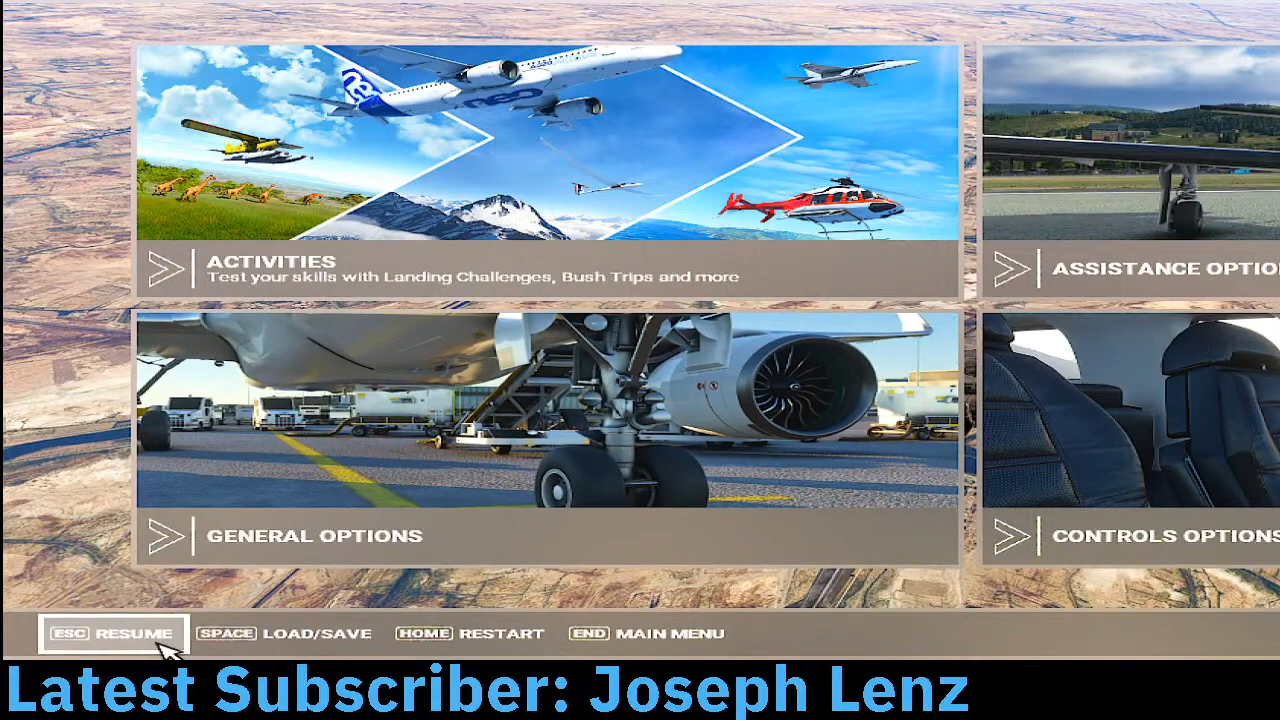 neo
ACTIVITIES
Test your skills with Landing Challenges, Bush Trips and more
ASSISTANCE OPTIO
GENERAL OPTIONS
CONTROLS OPTIONS
ESC RESUME SPACE LOAD/SAVE HOME RESTART END MAIN MENU
Latest Subscriber: Joseph Lenz